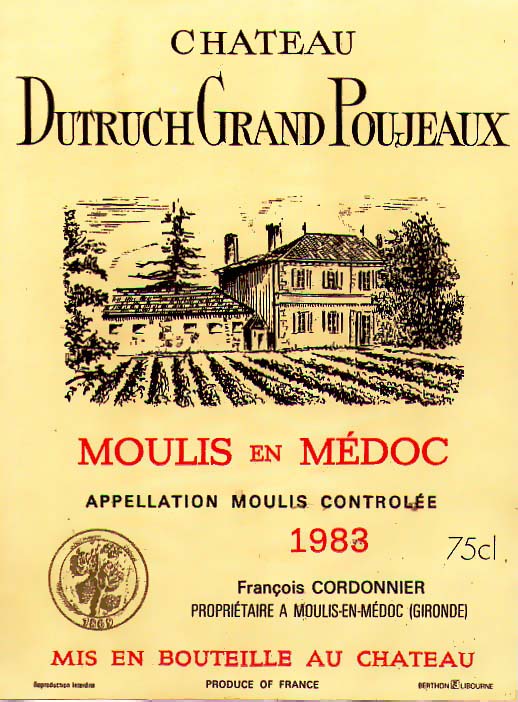 CHATEAU
DUTRUCH GRAND POUJEAUX
MOULIS EN MÉDOC
APPELLATION MOULIS CONTROLÉE
1983
75cl
François CORDONNIER
PROPRIÉTAIRE A MOULIS-EN-MÉDOC (GIRONDE)
MIS EN BOUTEILLE AU CHATEAU
Reproduction Interdite
PRODUCE OF FRANCE
BERTHON LIBOURNE